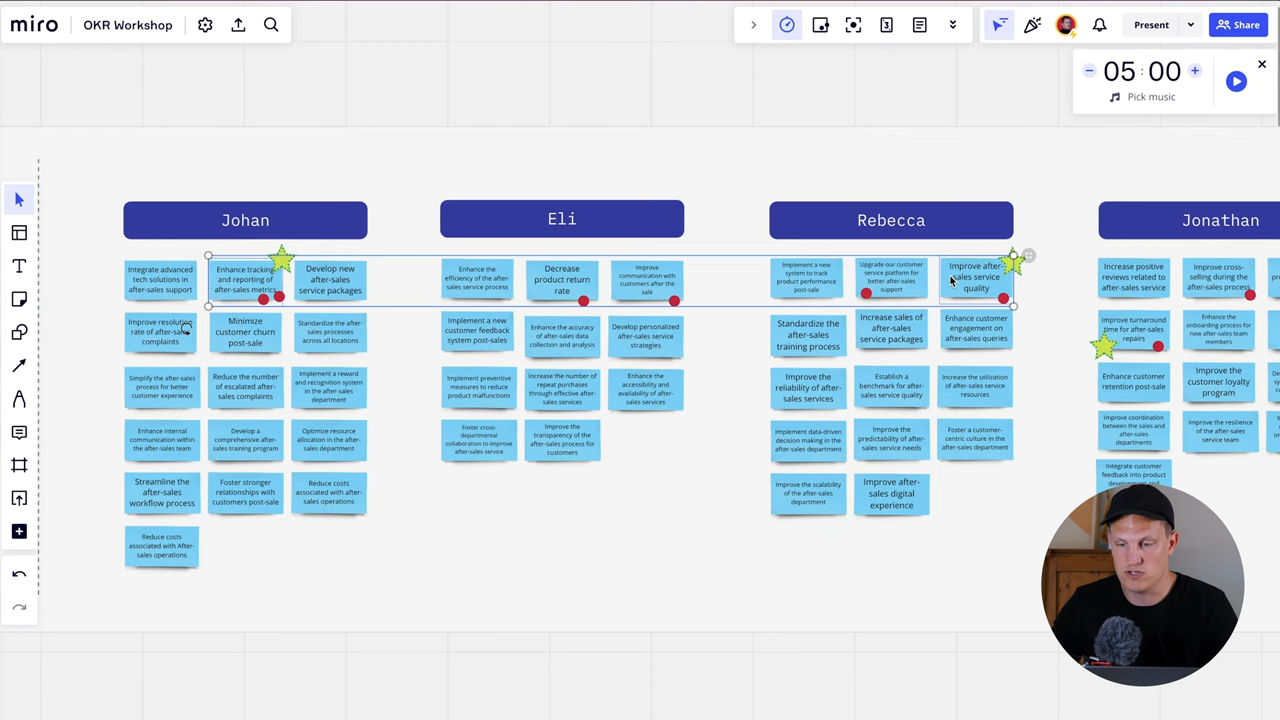 miro
OKR Workshop
3
Present
Share
05 : 00
Pick music
Johan
Integrate advanced
tech solutions in
after-sales support
Enhance tracking
and reporting of
after-sales metrics
Develop new
after-sales
service packages
Improve resolution
rate of after-sales
complaints
Minimize
customer churn
post-sale
Standardize the after-
sales processes
across all locations
Simplify the after-sales
process for better
customer experience
Reduce the number
of escalated after-
sales complaints
Implement a reward
and recognition system
in the after-sales
department
Enhance internal
communication within
the after-sales team
Develop a
comprehensive after-
sales training program
Optimize resource
allocation in the after-
sales department
Streamline the
after-sales
workflow process
Foster stronger
relationships with
customers post-sale
Reduce costs
associated with after-
sales operations
Reduce costs
associated with After-
sales operations
Eli
Enhance the
efficiency of the after-
sales service process
Decrease
product return
rate
Improve
communication with
customers after the
sale
Implement a new
customer feedback
system post-sales
Enhance the accuracy
of after-sales data
collection and analysis
Develop personalized
after-sales service
strategies
Implement preventive
measures to reduce
product malfunctions
Increase the number of
repeat purchases
through effective after-
sales services
Enhance the
accessibility and
availability of after-
sales services
Foster cross-
departmental
collaboration to improve
after-sales service
Improve the
transparency of the
after-sales process for
customers
Rebecca
Implement a new
system to track
product performance
post-sale
Upgrade our customer
service platform for
better after-sales
support
Improve after-
sales service
quality
Standardize the
after-sales
training process
Increase sales of
after-sales
service packages
Enhance customer
engagement on
after-sales queries
Improve the
reliability of after-
sales services
Establish a
benchmark for after-
sales service quality
Increase the utilization
of after-sales service
resources
Implement data-driven
decision making in the
after-sales department
Improve the
predictability of after-
sales service needs
Foster a customer-
centric culture in the
after-sales department
Improve the scalability
of the after-sales
department
Improve after-
sales digital
experience
Jonathan
Increase positive
reviews related to
after-sales service
Improve cross-
selling during the
after-sales process
Improve turnaround
time for after-sales
repairs
Enhance the
onboarding process for
new after-sales team
members
Enhance customer
retention post-sale
Improve the
customer loyalty
program
Improve coordination
between the sales and
after-sales
departments
Improve the resilience
of the after-sales
service team
Integrate customer
feedback into
product development